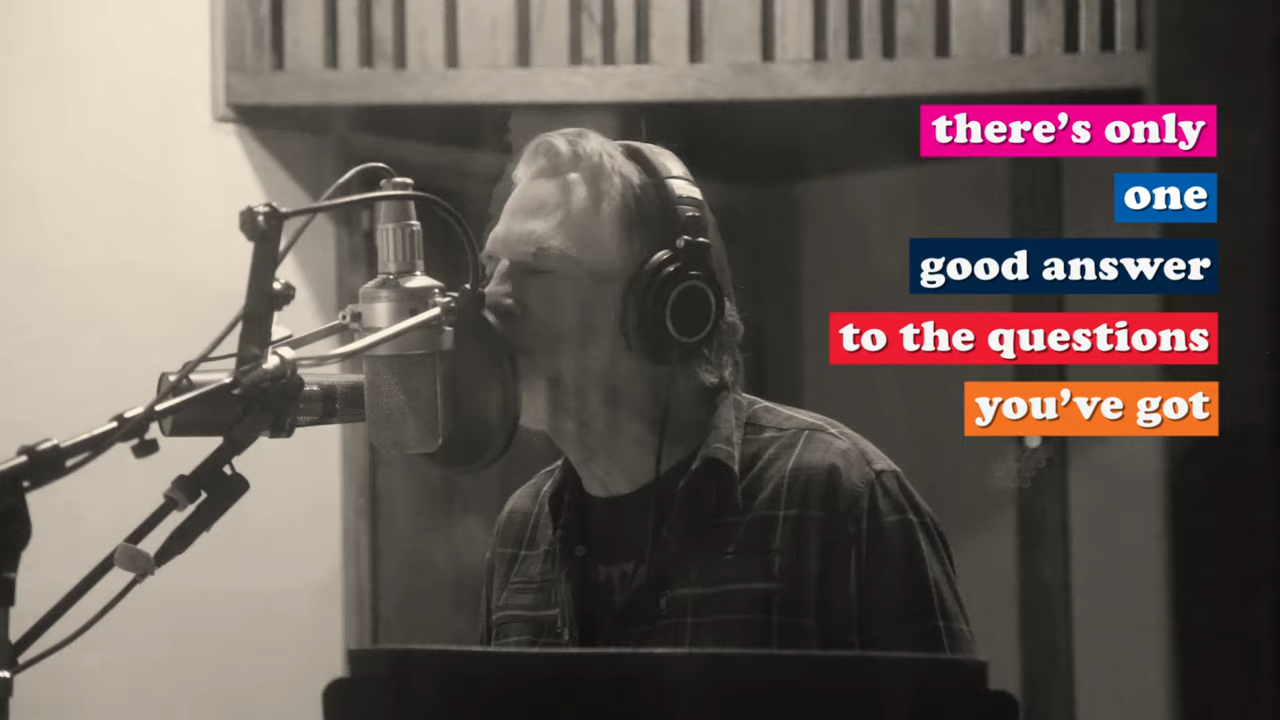 there’s only
one
good answer
to the questions
you’ve got